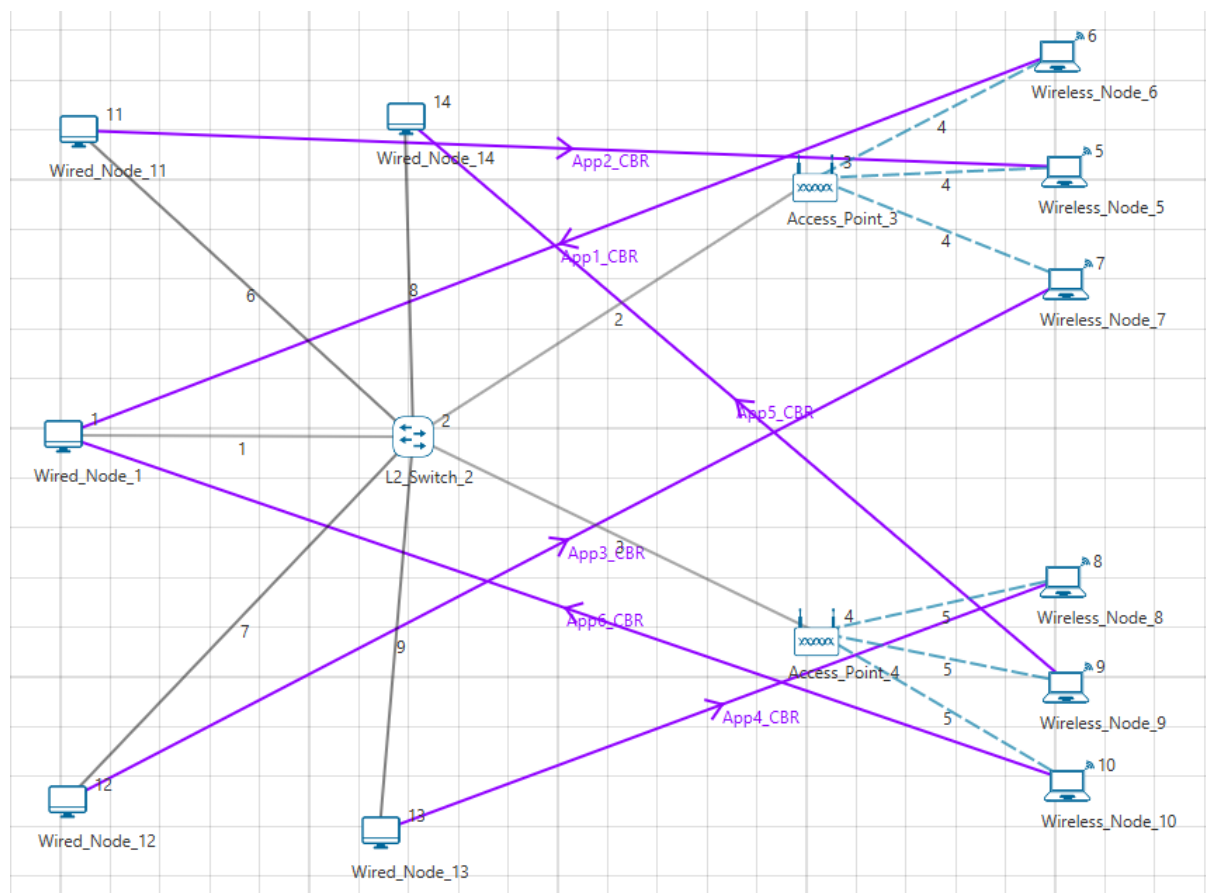 6
Wireless_Node_6
11
Wired_Node_11
14
Wired_Node_14
App2_CBR
4
3
Access_Point_3
4
5
Wireless_Node_5
4
7
Wireless_Node_7
App1_CBR
6
8
2
1
Wired_Node_1
1
2
L2_Switch_2
App5_CBR
App3_CBR
3
8
Wireless_Node_8
App6_CBR
4
Access_Point_4
5
5
5
7
9
9
Wireless_Node_9
App4_CBR
10
Wireless_Node_10
12
Wired_Node_12
13
Wired_Node_13